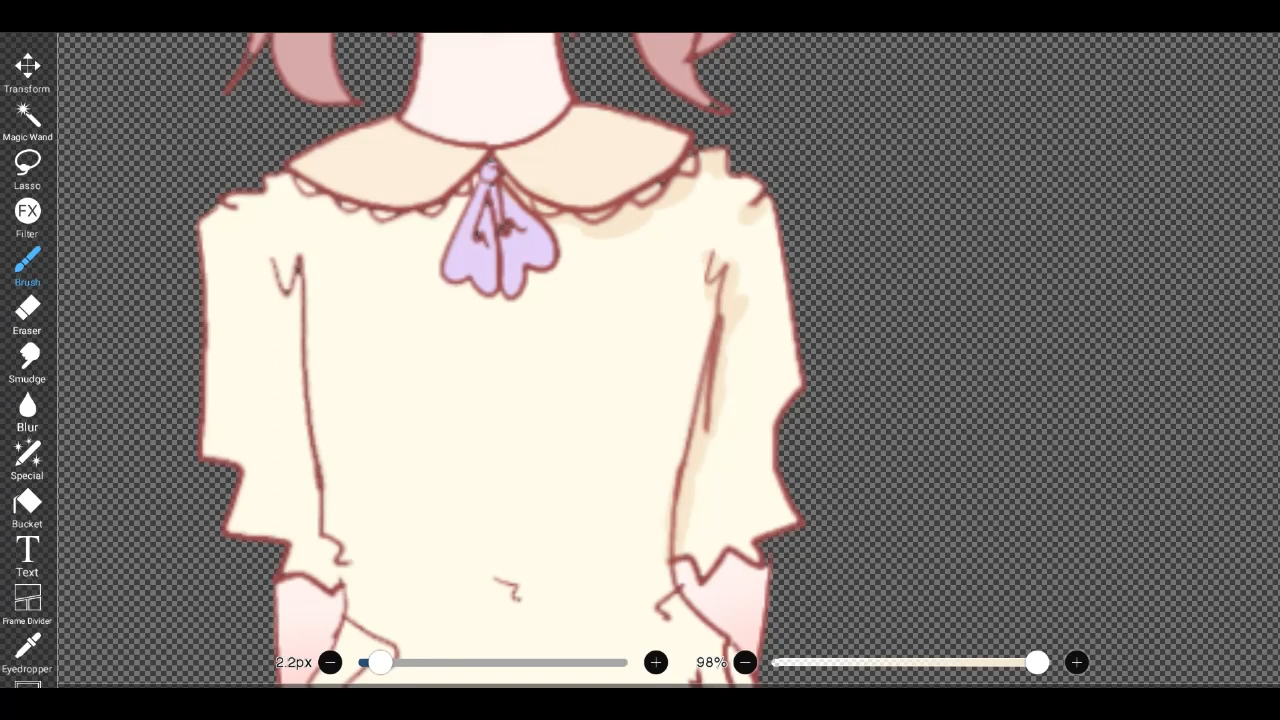 Transform
Magic Wand
Lasso
FX
Filter
Brush
Eraser
Smudge
Blur
Special
Bucket
T
Text
Frame Divider
Eyedropper
2.2px
98%